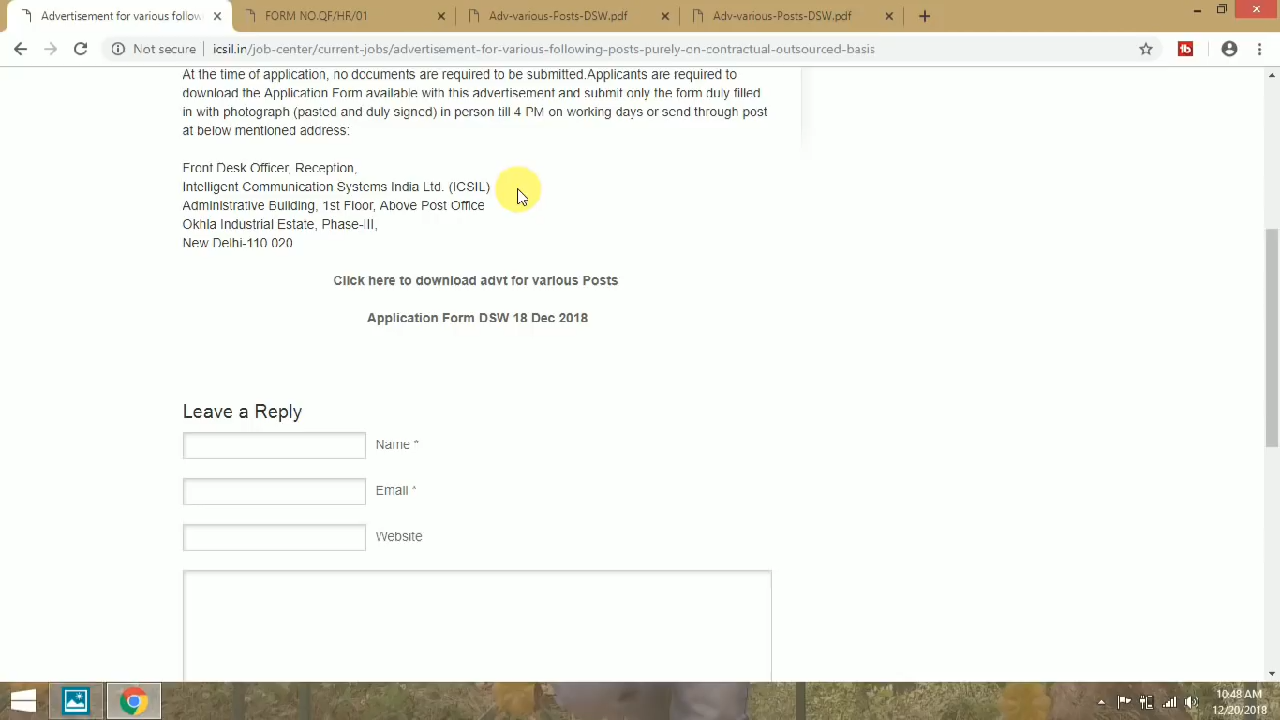 Advertisement for various follow
FORM NO.QF/HR/01
Adv-various-Posts-DSW.pdf
Adv-various-Posts-DSW.pdf
Not secure
icsil.in/job-center/current-jobs/advertisement-for-various-following-posts-purely-on-contractual-outsourced-basis
At the time of application, no documents are required to be submitted.Applicants are required to
download the Application Form available with this advertisement and submit only the form duly filled
in with photograph (pasted and duly signed) in person till 4 PM on working days or send through post
at below mentioned address:
Front Desk Officer, Reception,
Intelligent Communication Systems India Ltd. (ICSIL)
Administrative Building, 1st Floor, Above Post Office
Okhla Industrial Estate, Phase-III,
New Delhi-110 020
Click here to download advt for various Posts
Application Form DSW 18 Dec 2018
Leave a Reply
Name *
Email *
Website
10:48 AM
12/20/2018